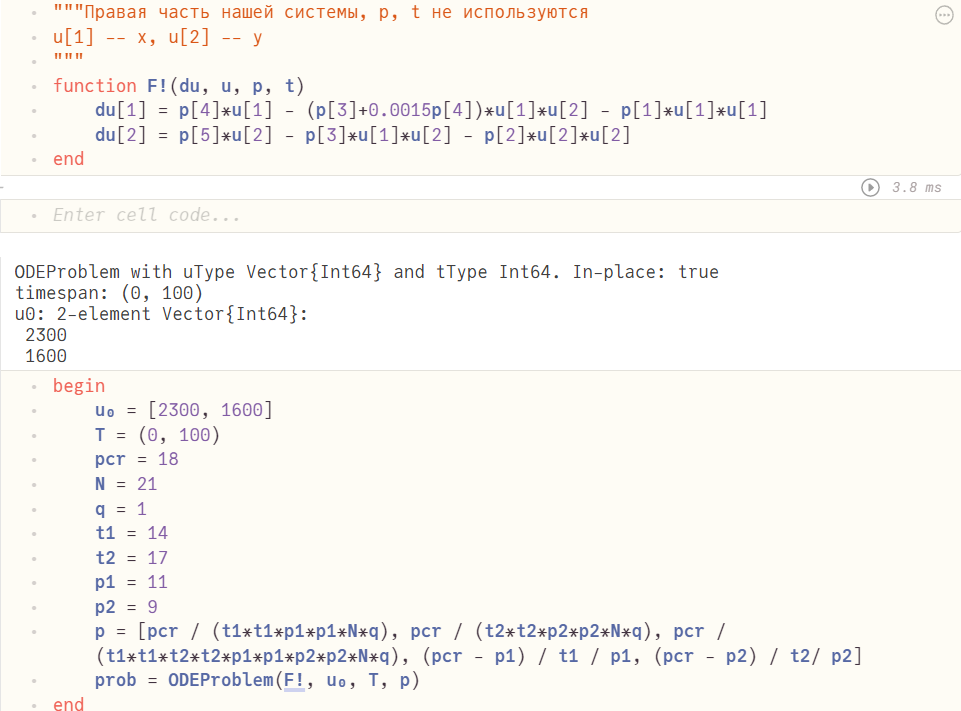 """Правая часть нашей системы, p, t не используются
u[1] -- x, u[2] -- y
"""
function F!(du, u, p, t)
du[1] = p[4]*u[1] - (p[3]+0.0015p[4])*u[1]*u[2] - p[1]*u[1]*u[1]
du[2] = p[5]*u[2] - p[3]*u[1]*u[2] - p[2]*u[2]*u[2]
end
3.8 ms
Enter cell code...
ODEProblem with uType Vector{Int64} and tType Int64. In-place: true
timespan: (0, 100)
u0: 2-element Vector{Int64}:
2300
1600
begin
u₀ = [2300, 1600]
T = (0, 100)
pcr = 18
N = 21
q = 1
t1 = 14
t2 = 17
p1 = 11
p2 = 9
p = [pcr / (t1*t1*p1*p1*N*q), pcr / (t2*t2*p2*p2*N*q), pcr /
(t1*t1*t2*t2*p1*p1*p2*p2*N*q), (pcr - p1) / t1 / p1, (pcr - p2) / t2/ p2]
prob = ODEProblem(F!, u₀, T, p)
end